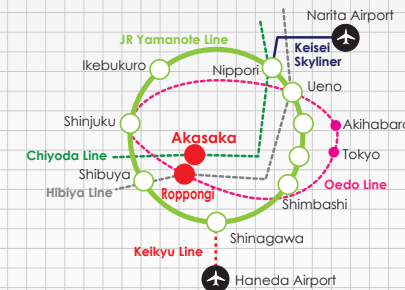 Narita Airport
JR Yamanote Line
Keisei
Skyliner
Ikebukuro
Nippori
Ueno
Shinjuku
Akihabara
Akasaka
Chiyoda Line
Tokyo
Shibuya
Hibiya Line
Roppongi
Oedo Line
Shimbashi
Shinagawa
Keikyu Line
Haneda Airport